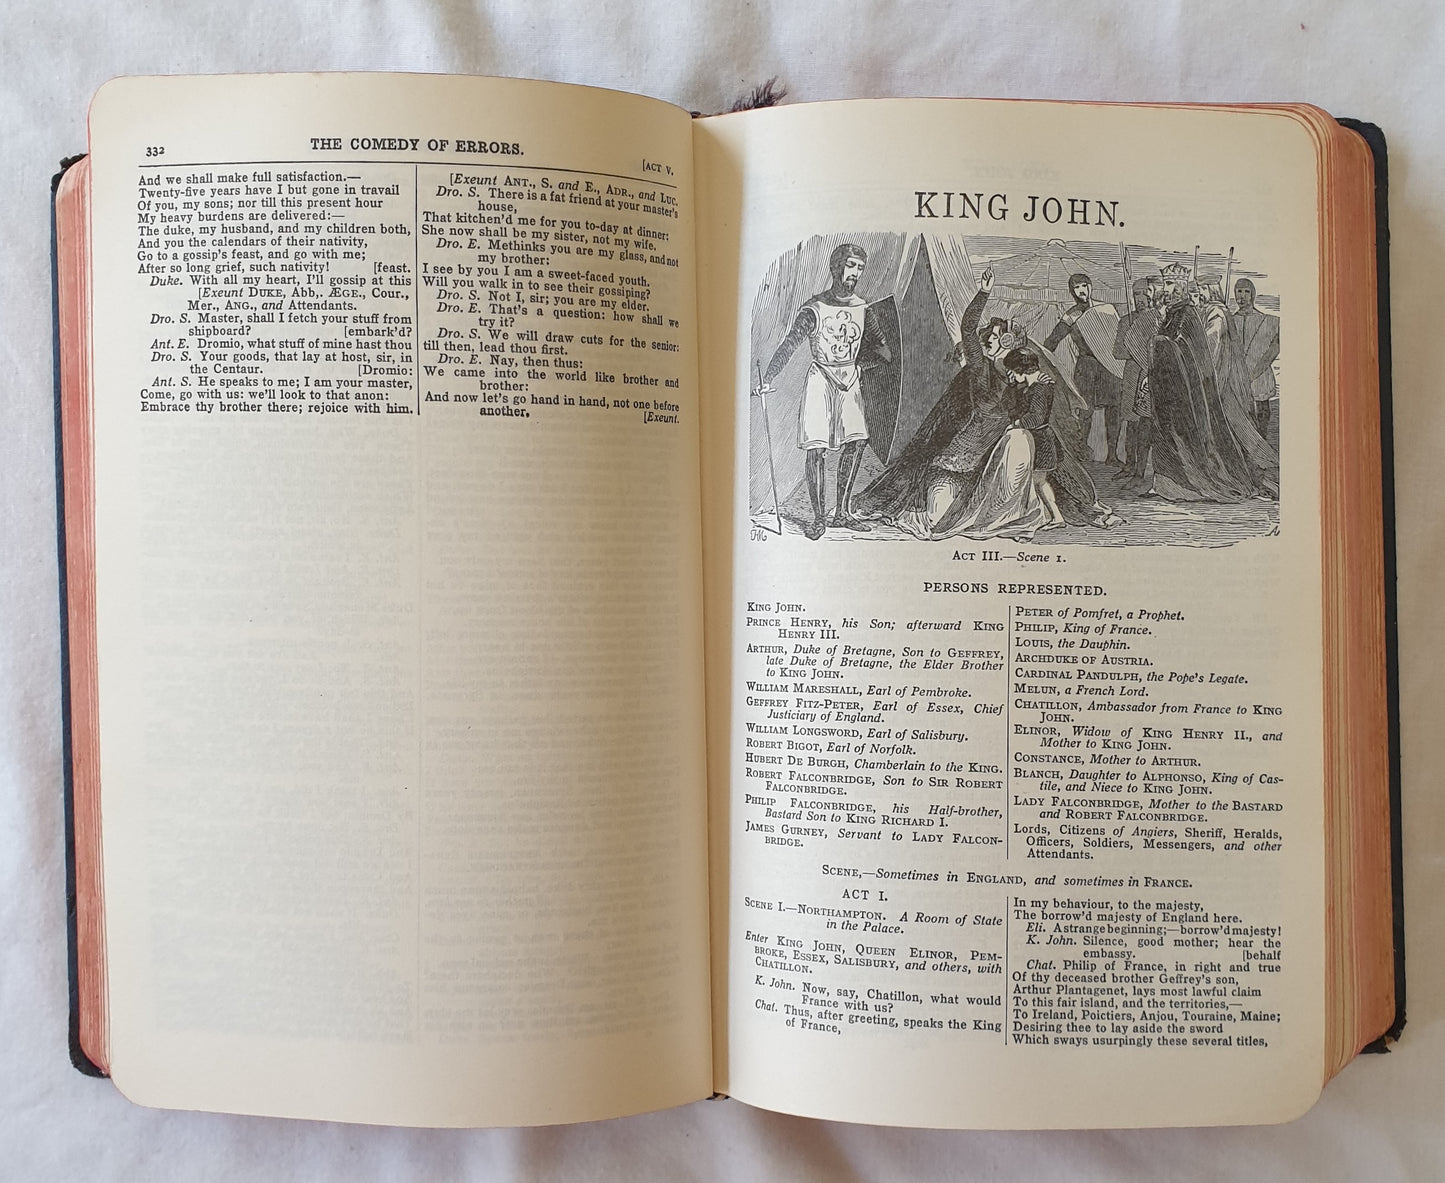 332
THE COMEDY OF ERRORS.
[ACT V.
And we shall make full satisfaction.—
Twenty-five years have I but gone in travail
Of you, my sons; nor till this present hour
My heavy burdens are delivered:—
The duke, my husband, and my children both,
And you the calendars of their nativity,
Go to a gossip's feast, and go with me;
After so long grief, such nativity! [feast.
Duke. With all my heart, I'll gossip at this
[Exeunt DUKE, Abb,. ÆGE., Cour.,
Mer., ANG., and Attendants.
Dro. S. Master, shall I fetch your stuff from
shipboard? [embark'd?
Ant. E. Dromio, what stuff of mine hast thou
Dro. S. Your goods, that lay at host, sir, in
the Centaur. [Dromio:
Ant. S. He speaks to me; I am your master,
Come, go with us: we'll look to that anon:
Embrace thy brother there; rejoice with him.
[Exeunt ANT., S. and E., ADR., and LUC.
Dro. S. There is a fat friend at your master's
house,
That kitchen'd me for you to-day at dinner:
She now shall be my sister, not my wife.
Dro. E. Methinks you are my glass, and not
my brother:
I see by you I am a sweet-faced youth.
Will you walk in to see their gossiping?
Dro. S. Not I, sir; you are my elder.
Dro. E. That's a question: how shall we
try it?
Dro. S. We will draw cuts for the senior:
till then, lead thou first.
Dro. E. Nay, then thus:
We came into the world like brother and
brother:
And now let's go hand in hand, not one before
another. [Exeunt.
KING JOHN.
ACT III.—Scene 1.
PERSONS REPRESENTED.
KING JOHN.
PRINCE HENRY, his Son; afterward KING
HENRY III.
ARTHUR, Duke of Bretagne, Son to GEFFREY,
late Duke of Bretagne, the Elder Brother
to KING JOHN.
WILLIAM MARESHALL, Earl of Pembroke.
GEFFREY FITZ-PETER, Earl of Essex, Chief
Justiciary of England.
WILLIAM LONGSWORD, Earl of Salisbury.
ROBERT BIGOT, Earl of Norfolk.
HUBERT DE BURGH, Chamberlain to the KING.
ROBERT FALCONBRIDGE, Son to SIR ROBERT
FALCONBRIDGE.
PHILIP FALCONBRIDGE, his Half-brother,
Bastard Son to KING RICHARD I.
JAMES GURNEY, Servant to LADY FALCON-
BRIDGE.
PETER of Pomfret, a Prophet.
PHILIP, King of France.
LOUIS, the Dauphin.
ARCHDUKE OF AUSTRIA.
CARDINAL PANDULPH, the Pope's Legate.
MELUN, a French Lord.
CHATILLON, Ambassador from France to KING
JOHN.
ELINOR, Widow of KING HENRY II., and
Mother to KING JOHN.
CONSTANCE, Mother to ARTHUR.
BLANCH, Daughter to ALPHONSO, King of Cas-
tile, and Niece to KING JOHN.
LADY FALCONBRIDGE, Mother to the BASTARD
and ROBERT FALCONBRIDGE.
Lords, Citizens of Angiers, Sheriff, Heralds,
Officers, Soldiers, Messengers, and other
Attendants.
SCENE,—Sometimes in ENGLAND, and sometimes in FRANCE.
ACT I.
SCENE I.—NORTHAMPTON. A Room of State
in the Palace.
Enter KING JOHN, QUEEN ELINOR, PEM-
BROKE, ESSEX, SALISBURY, and others, with
CHATILLON.
K. John. Now, say, Chatillon, what would
France with us?
Chat. Thus, after greeting, speaks the King
of France,
In my behaviour, to the majesty,
The borrow'd majesty of England here.
Eli. A strange beginning;—borrow'd majesty!
K. John. Silence, good mother; hear the
embassy. [behalf
Chat. Philip of France, in right and true
Of thy deceased brother Geffrey's son,
Arthur Plantagenet, lays most lawful claim
To this fair island, and the territories,—
To Ireland, Poictiers, Anjou, Touraine, Maine;
Desiring thee to lay aside the sword
Which sways usurpingly these several titles,